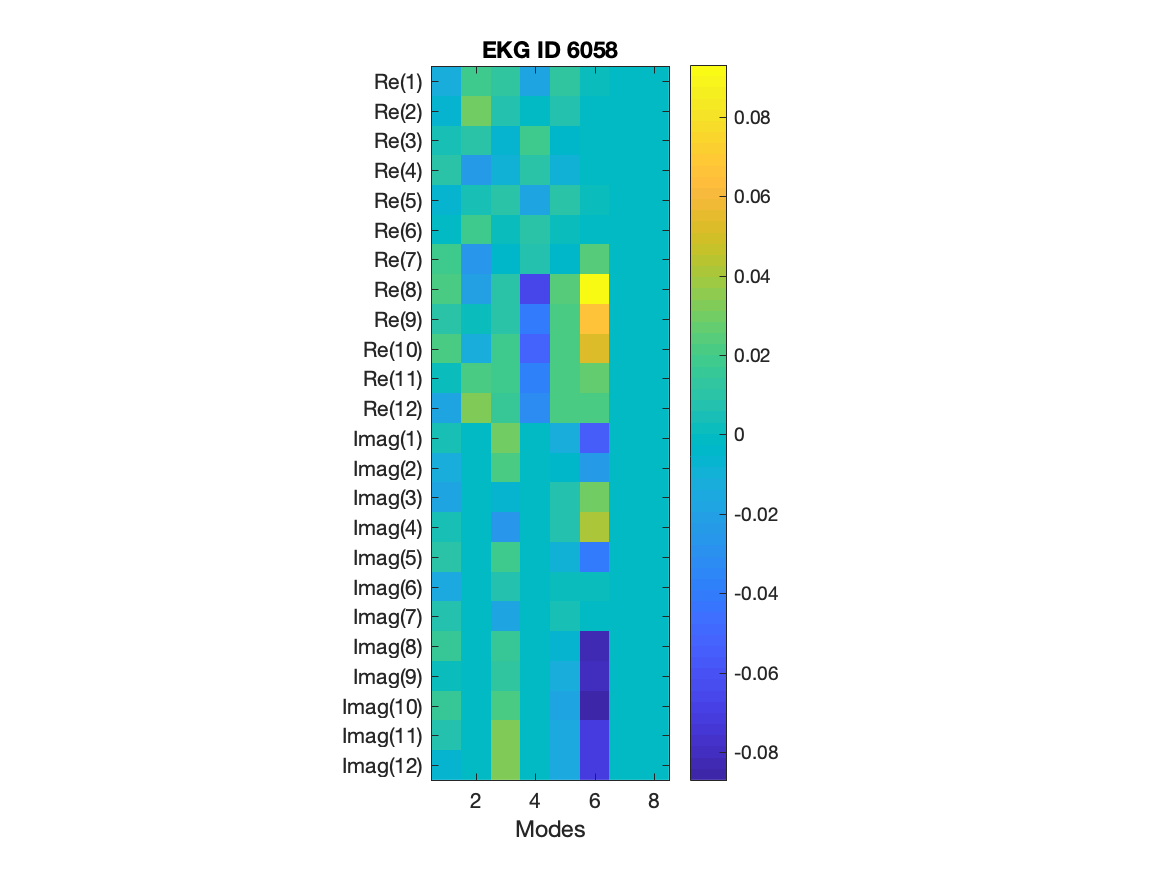 EKG ID 6058
Re(1)
Re(2)
Re(3)
Re(4)
Re(5)
Re(6)
Re(7)
Re(8)
Re(9)
Re(10)
Re(11)
Re(12)
Imag(1)
Imag(2)
Imag(3)
Imag(4)
Imag(5)
Imag(6)
Imag(7)
Imag(8)
Imag(9)
Imag(10)
Imag(11)
Imag(12)
2 4 6 8
Modes
0.08
0.06
0.04
0.02
0
-0.02
-0.04
-0.06
-0.08